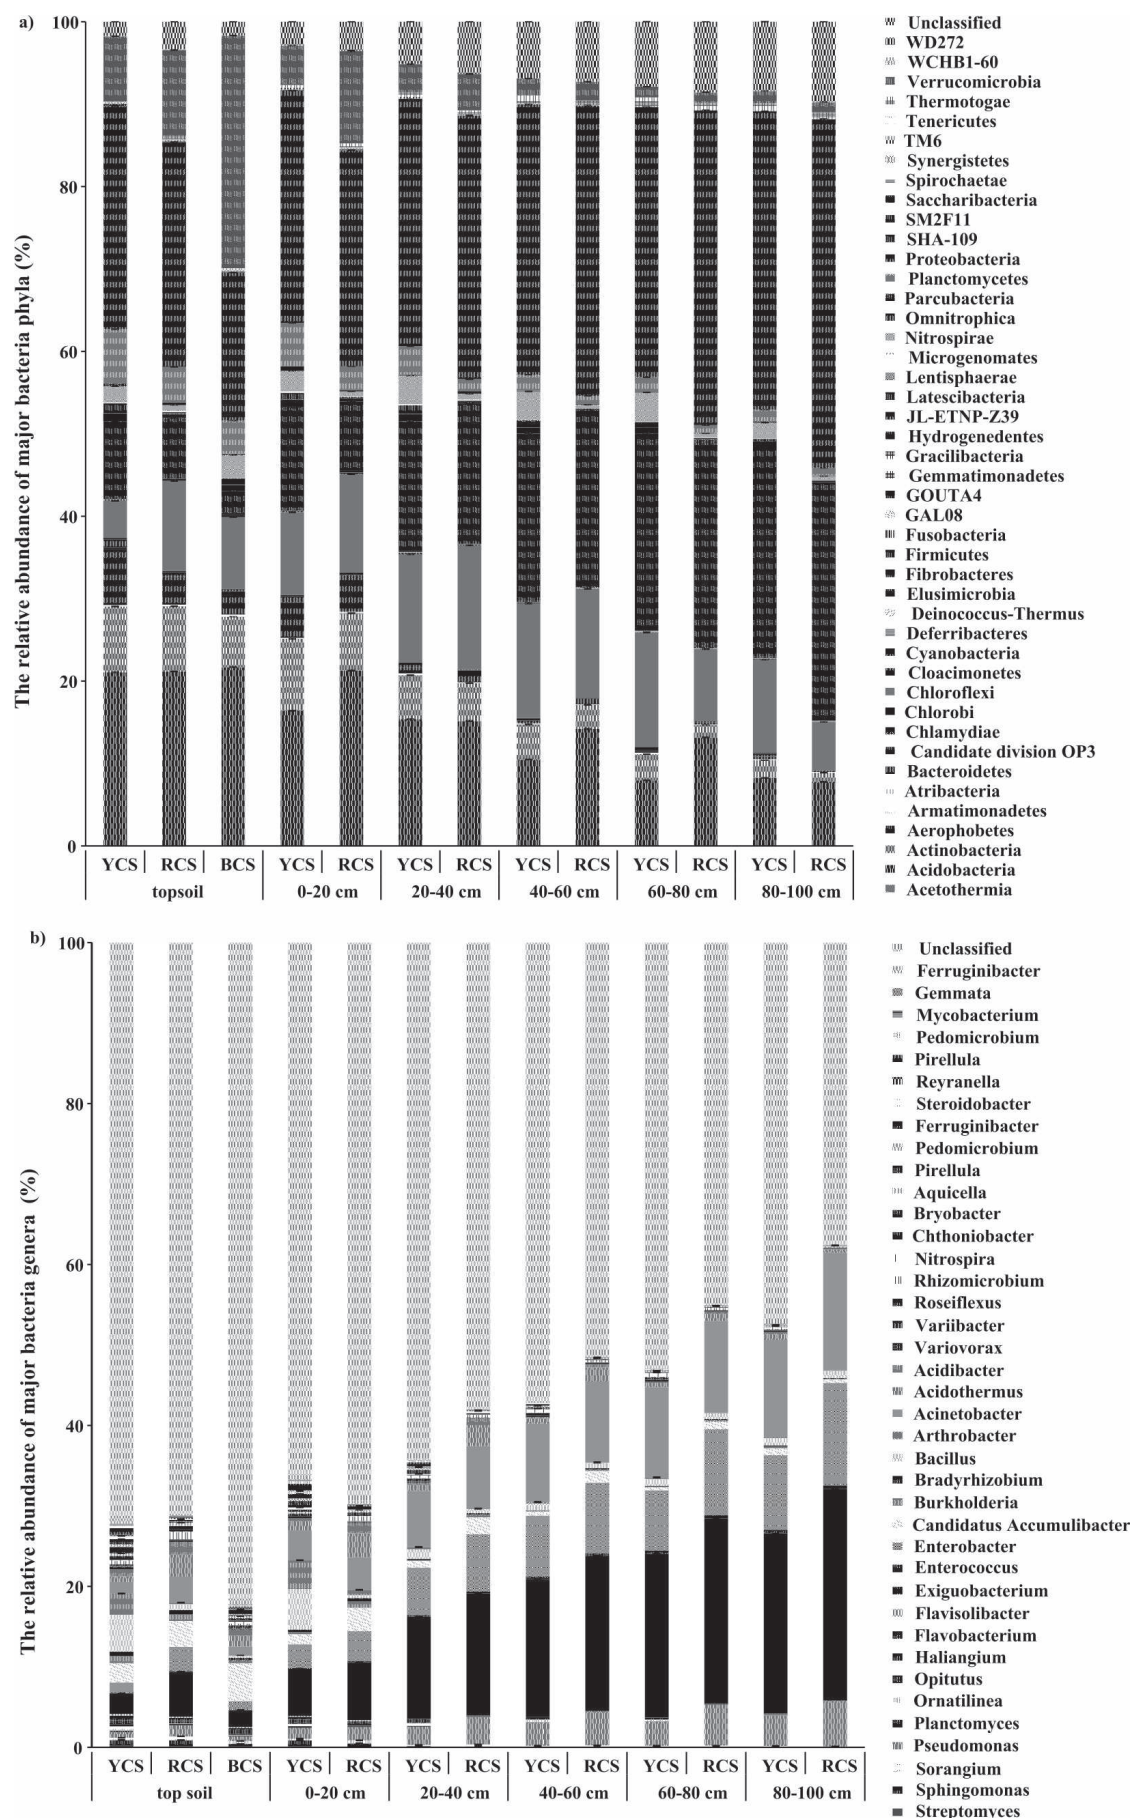 a)
The relative abundance of major bacteria phyla (%)
100
80
60
40
20
0
YCS RCS BCS YCS RCS YCS RCS YCS RCS YCS RCS YCS RCS
topsoil 0-20 cm 20-40 cm 40-60 cm 60-80 cm 80-100 cm
Unclassified
WD272
WCHB1-60
Verrucomicrobia
Thermotogae
Tenericutes
TM6
Synergistetes
Spirochaetae
Saccharibacteria
SM2F11
SHA-109
Proteobacteria
Planctomycetes
Parcubacteria
Omnitrophica
Nitrospirae
Microgenomates
Lentisphaerae
Latescibacteria
JL-ETNP-Z39
Hydrogenedentes
Gracilibacteria
Gemmatimonadetes
GOUTA4
GAL08
Fusobacteria
Firmicutes
Fibrobacteres
Elusimicrobia
Deinococcus-Thermus
Deferribacteres
Cyanobacteria
Cloacimonetes
Chloroflexi
Chlorobi
Chlamydiae
Candidate division OP3
Bacteroidetes
Atribacteria
Armatimonadetes
Aerophobetes
Actinobacteria
Acidobacteria
Acetothermia
b)
The relative abundance of major bacteria genera (%)
100
80
60
40
20
0
YCS RCS BCS YCS RCS YCS RCS YCS RCS YCS RCS YCS RCS
top soil 0-20 cm 20-40 cm 40-60 cm 60-80 cm 80-100 cm
Unclassified
Ferruginibacter
Gemmata
Mycobacterium
Pedomicrobium
Pirellula
Reyranella
Steroidobacter
Ferruginibacter
Pedomicrobium
Pirellula
Aquicella
Bryobacter
Chthoniobacter
Nitrospira
Rhizomicrobium
Roseiflexus
Variibacter
Variovorax
Acidibacter
Acidothermus
Acinetobacter
Arthrobacter
Bacillus
Bradyrhizobium
Burkholderia
Candidatus Accumulibacter
Enterobacter
Enterococcus
Exiguobacterium
Flavisolibacter
Flavobacterium
Haliangium
Opitutus
Ornatilinea
Planctomyces
Pseudomonas
Sorangium
Sphingomonas
Streptomyces